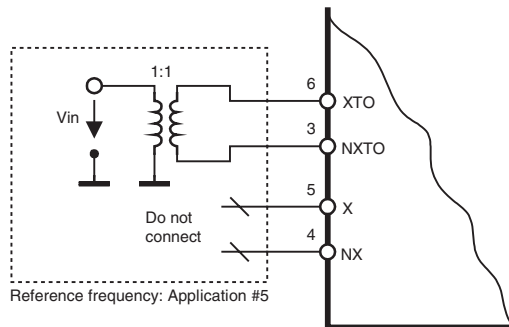 1:1
6
XTO
Vin
3
NXTO
5
X
Do not
connect
4
NX
Reference frequency: Application #5